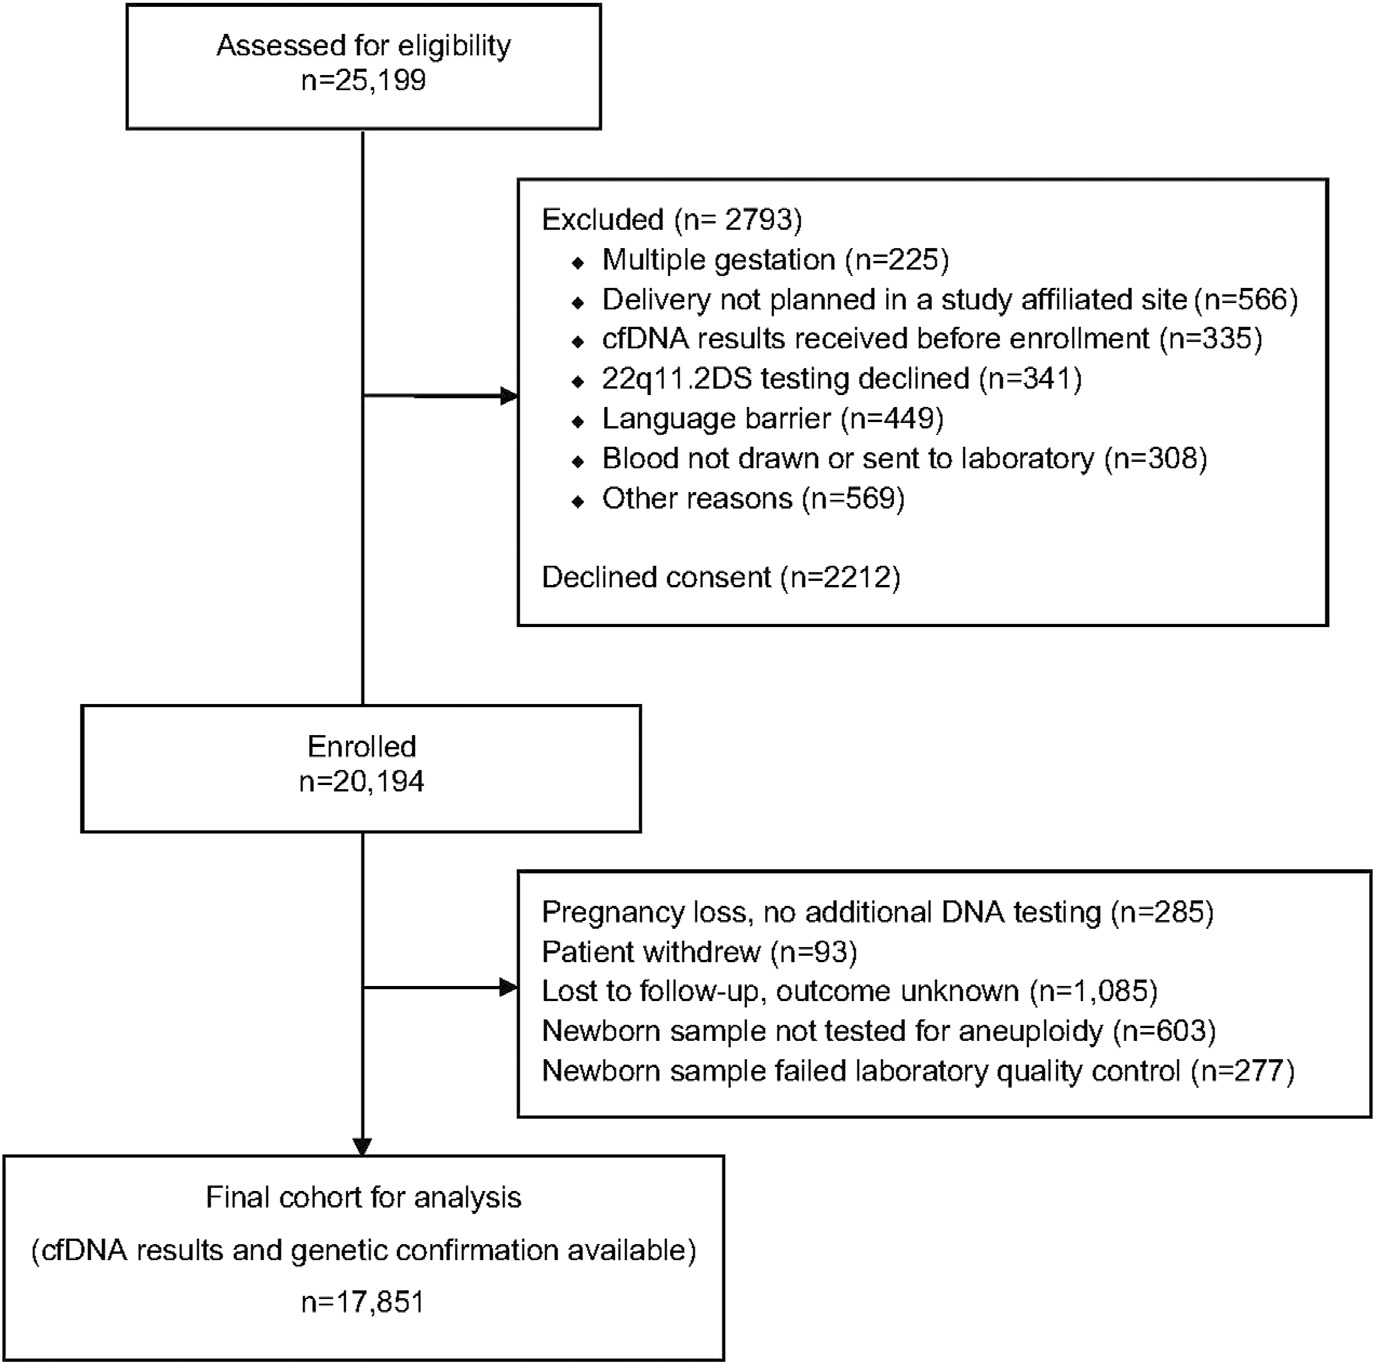 Assessed for eligibility
n=25,199
Excluded (n= 2793)
◆ Multiple gestation (n=225)
◆ Delivery not planned in a study affiliated site (n=566)
◆ cfDNA results received before enrollment (n=335)
◆ 22q11.2DS testing declined (n=341)
◆ Language barrier (n=449)
◆ Blood not drawn or sent to laboratory (n=308)
◆ Other reasons (n=569)
Declined consent (n=2212)
Enrolled
n=20,194
Pregnancy loss, no additional DNA testing (n=285)
Patient withdrew (n=93)
Lost to follow-up, outcome unknown (n=1,085)
Newborn sample not tested for aneuploidy (n=603)
Newborn sample failed laboratory quality control (n=277)
Final cohort for analysis
(cfDNA results and genetic confirmation available)
n=17,851